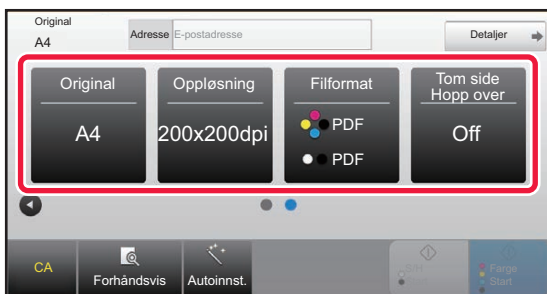 Original
A4
Adresse E-postadresse
Detaljer
Original
A4
Oppløsning
200x200dpi
Filformat
PDF
PDF
Tom side
Hopp over
Off
CA
Forhåndsvis
Autoinnst.
S/H
Start
Farge
Start